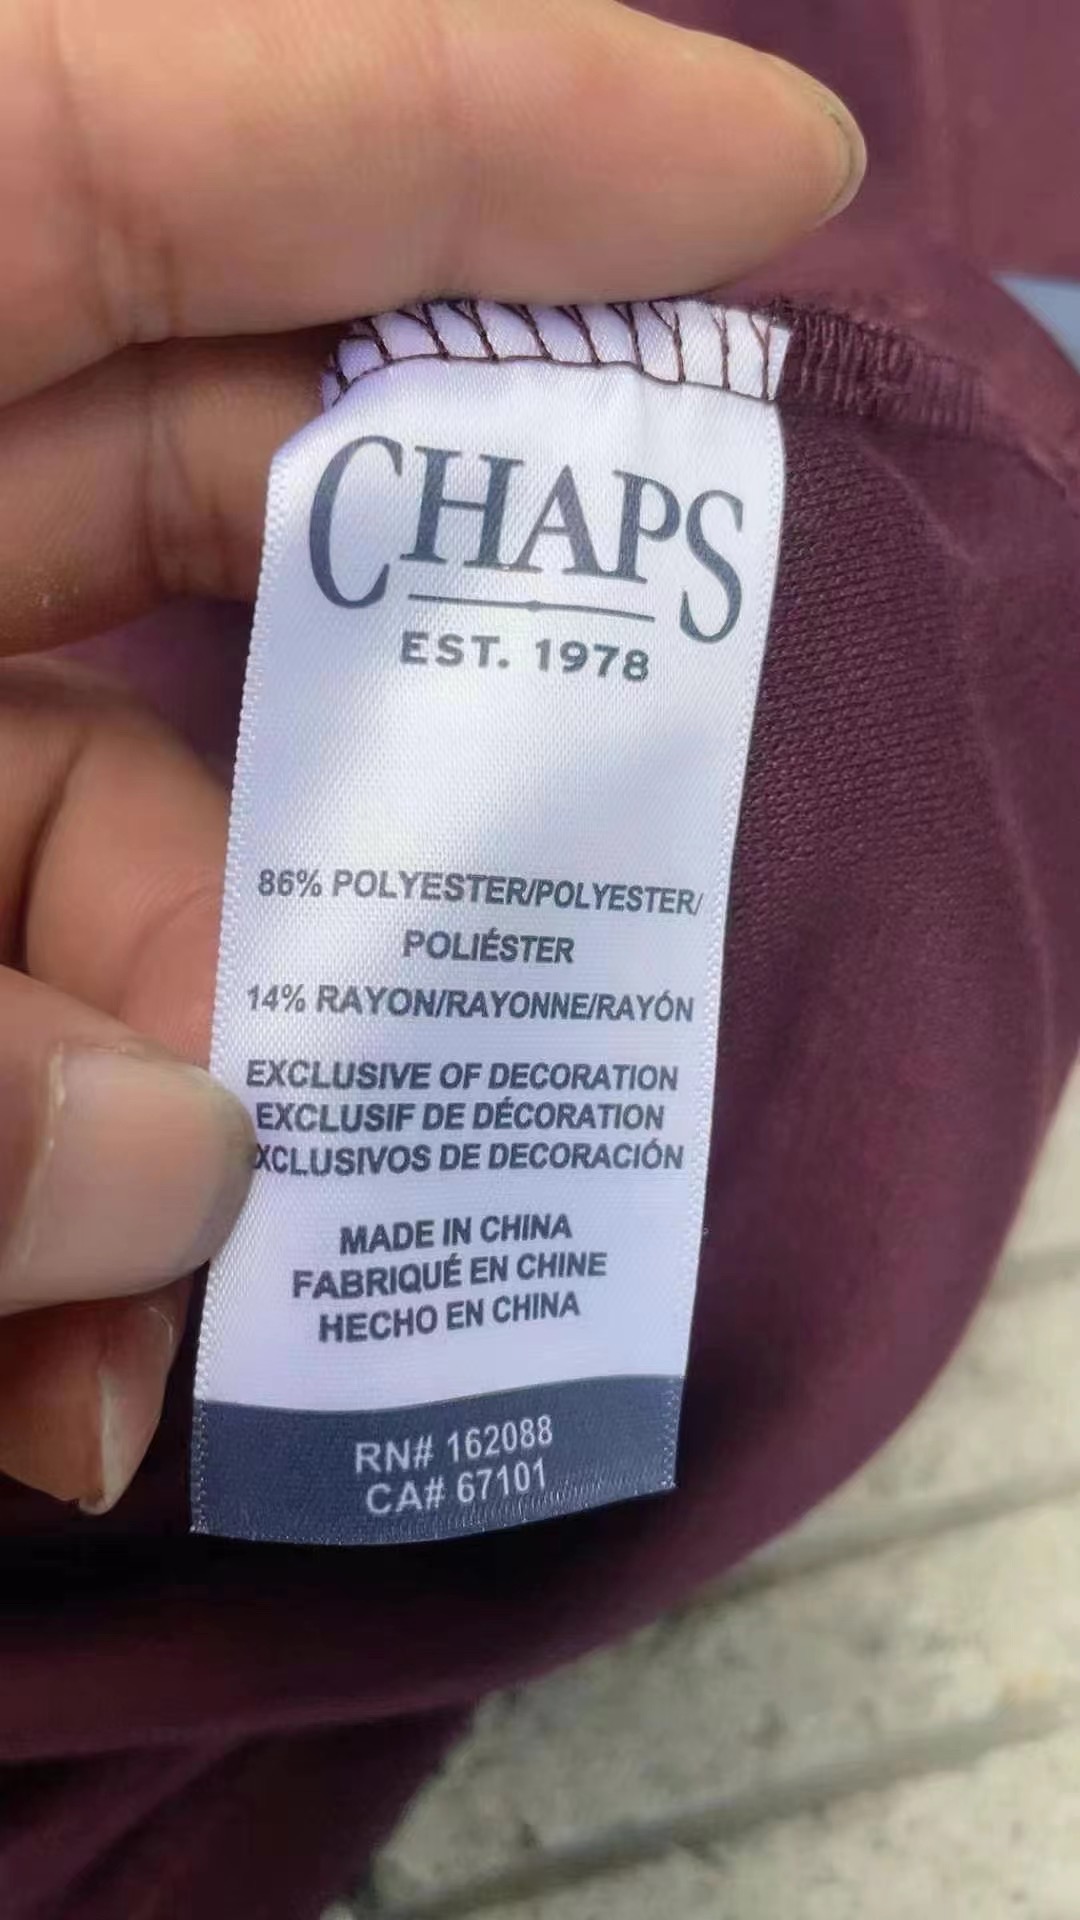 CHAPS
EST. 1978
86% POLYESTER/POLYESTER/
POLIÉSTER
14% RAYON/RAYONNE/RAYÓN
EXCLUSIVE OF DECORATION
EXCLUSIF DE DÉCORATION
XCLUSIVOS DE DECORACIÓN
MADE IN CHINA
FABRIQUÉ EN CHINE
HECHO EN CHINA
RN# 162088
CA# 67101